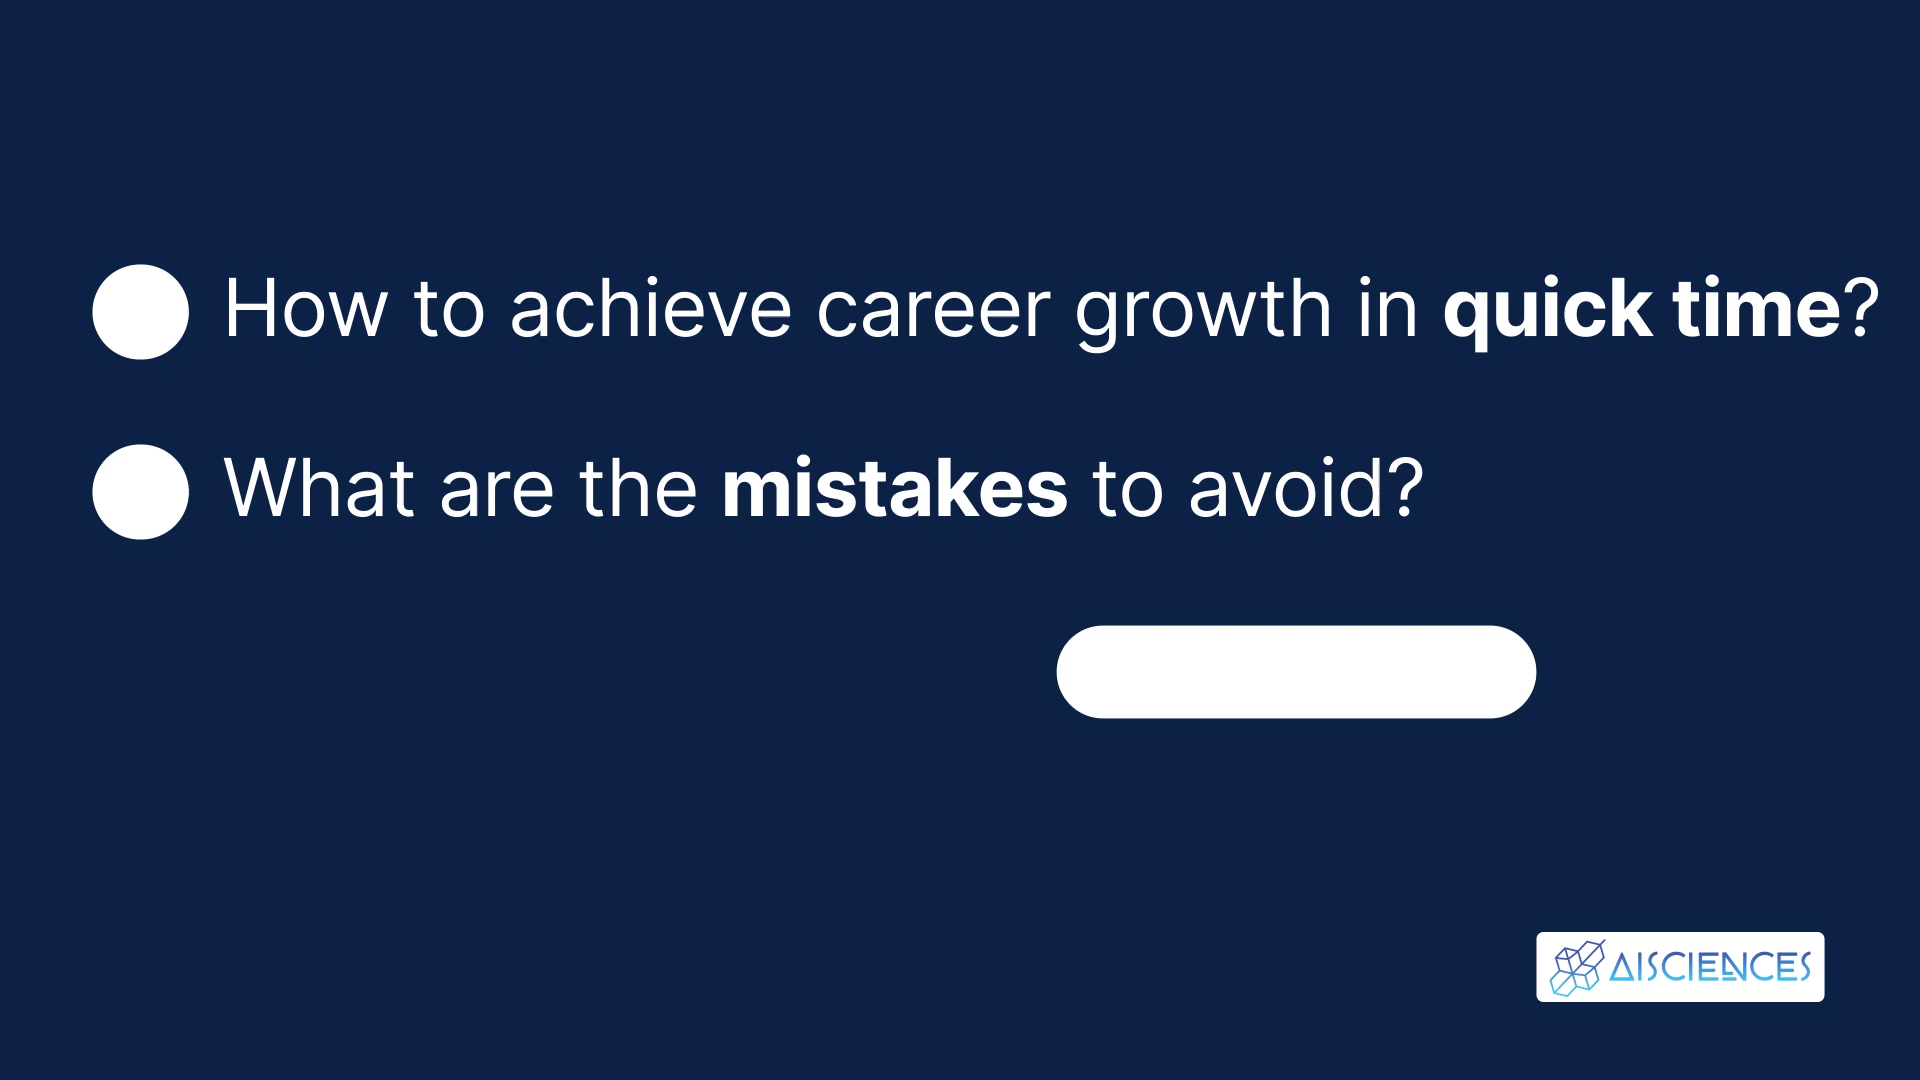 How to achieve career growth in quick time?
What are the mistakes to avoid?
AISCIENCES